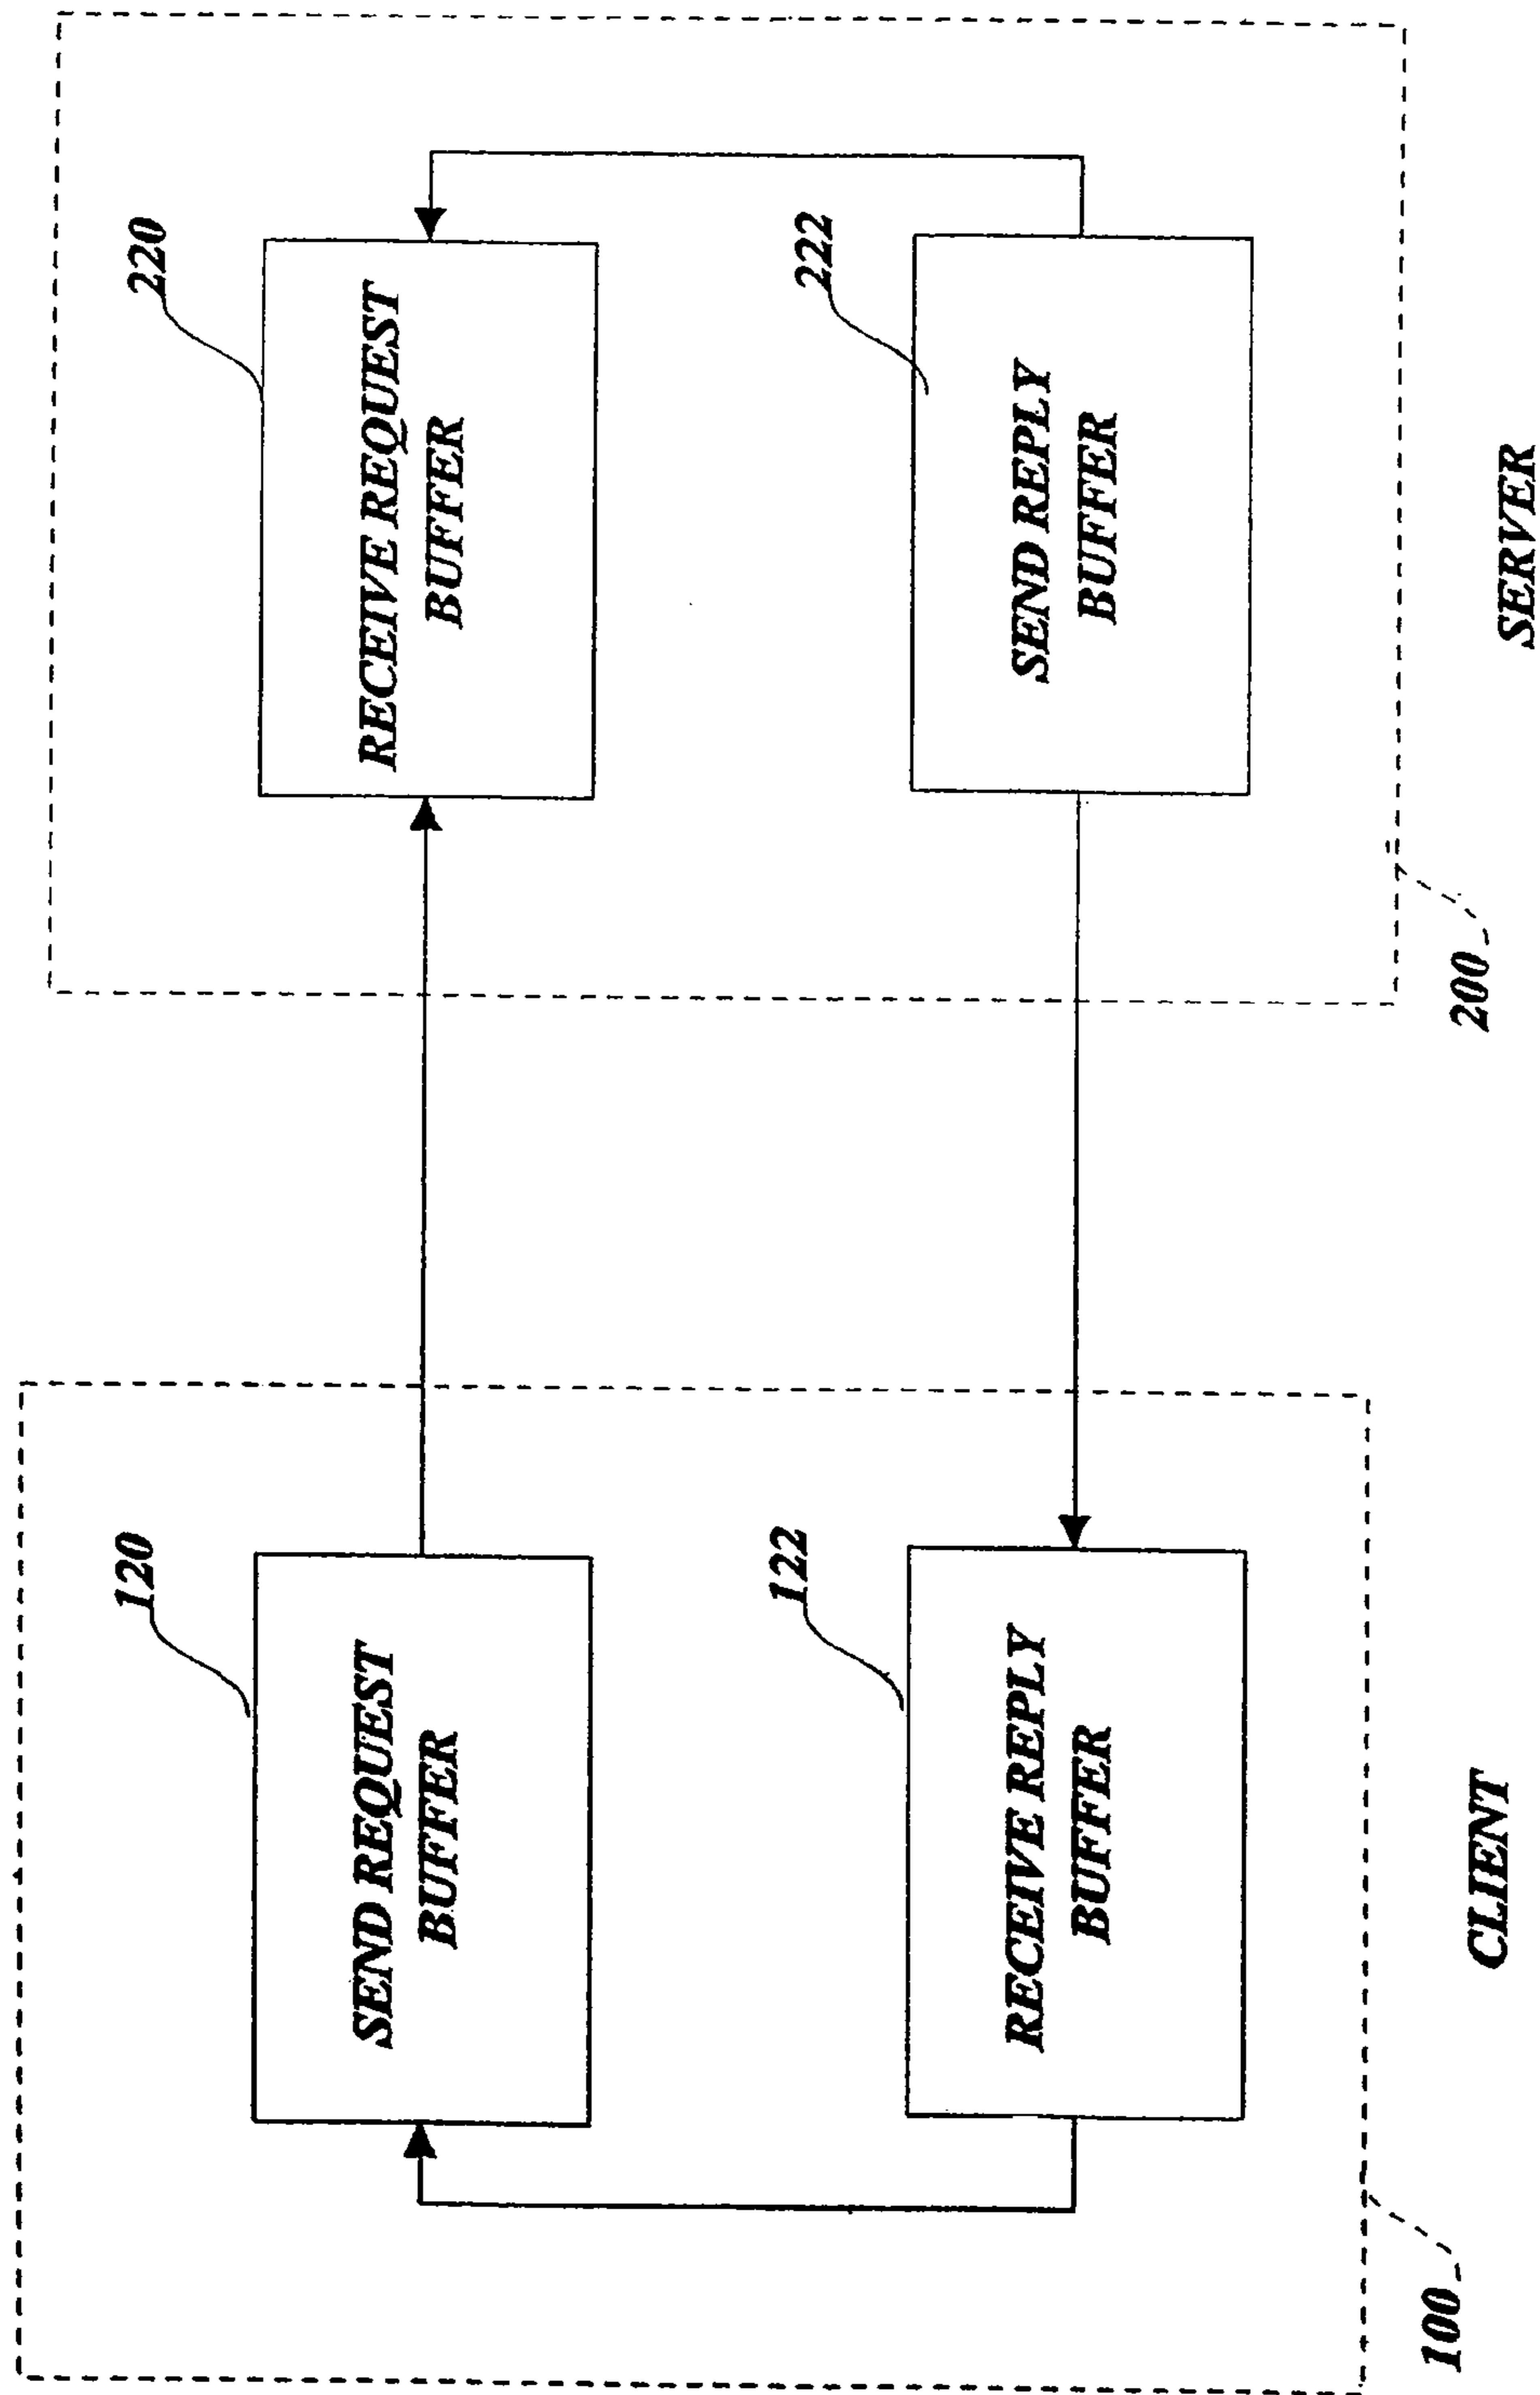 120
SEND REQUEST
BUFFER
220
RECEIVE REQUEST
BUFFER
122
RECEIVE REPLY
BUFFER
222
SEND REPLY
BUFFER
100
CLIENT
200
SERVER